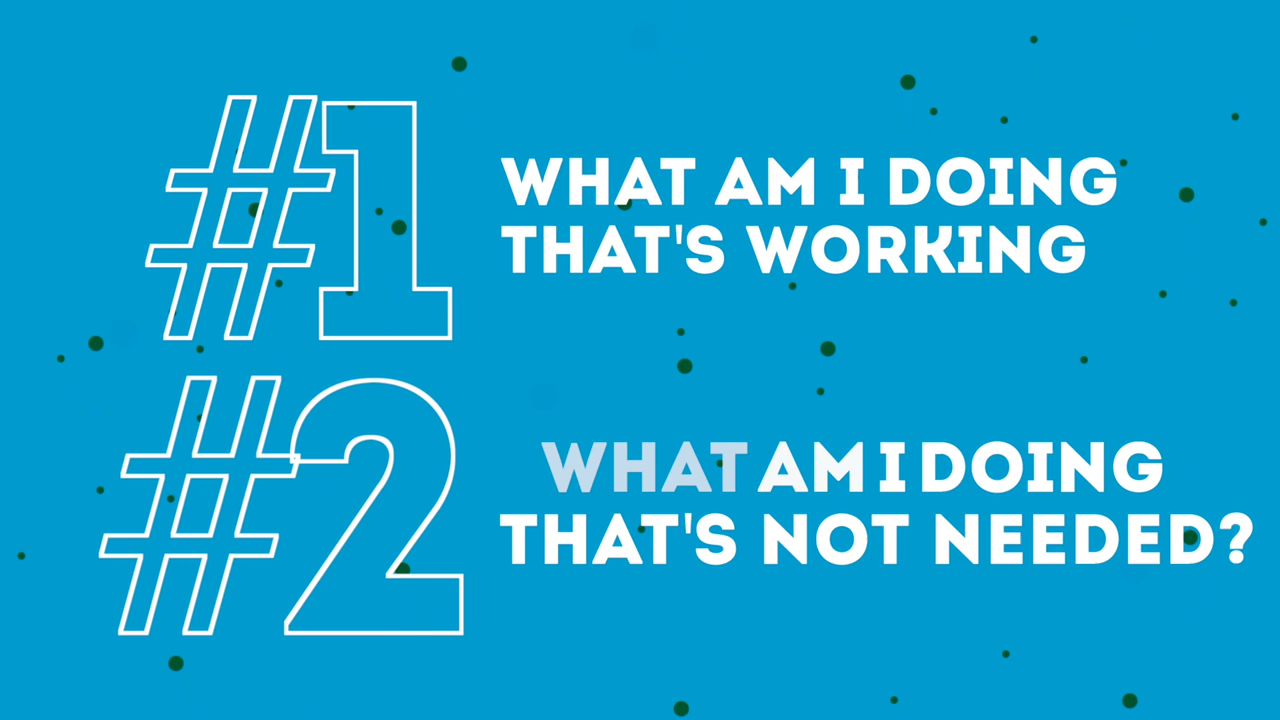 #1
WHAT AM I DOING
THAT'S WORKING
#2
WHAT AM I DOING
THAT'S NOT NEEDED?